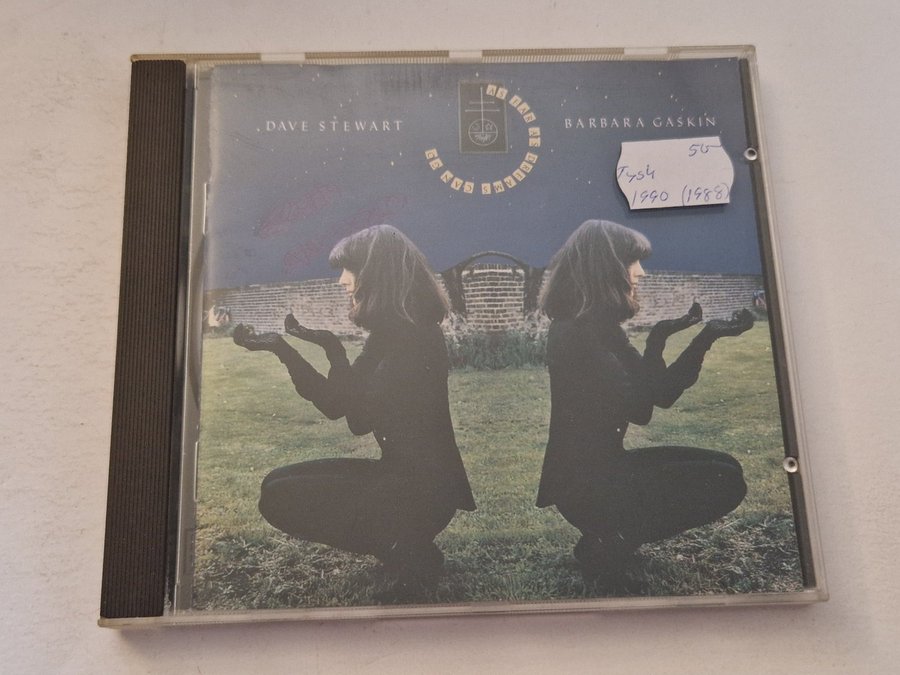 DAVE STEWART
AS FAR AS DREAMS CAN GO
BARBARA GASKIN
50
Tysk
1990 (1988)